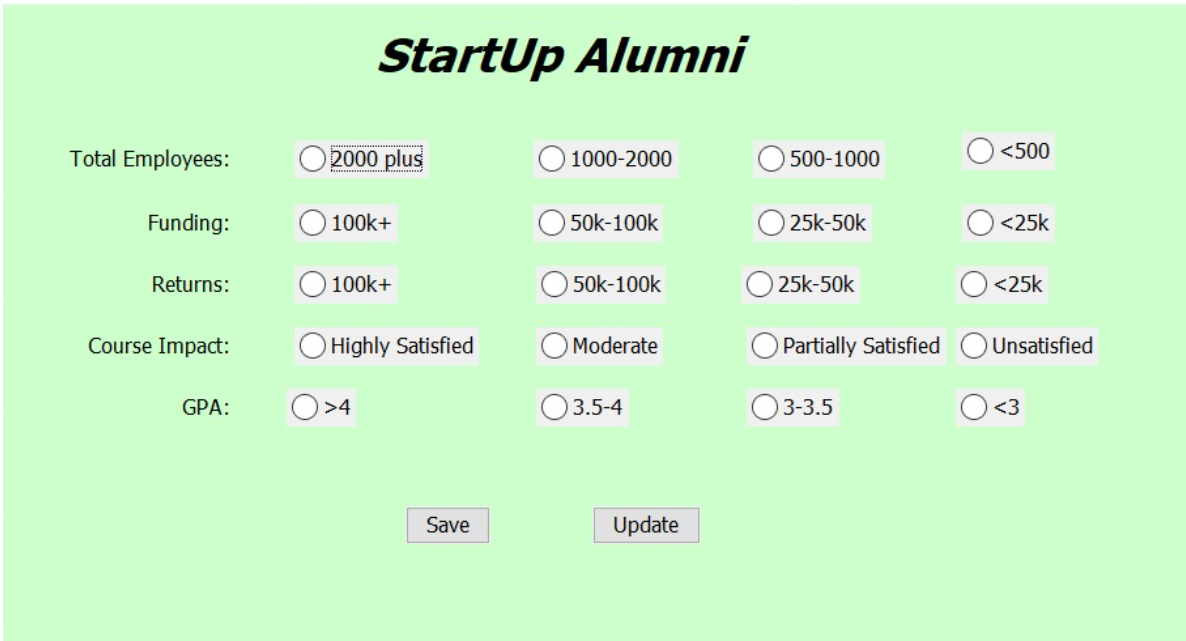 StartUp Alumni
Total Employees: 2000 plus 1000-2000 500-1000 <500
Funding: 100k+ 50k-100k 25k-50k <25k
Returns: 100k+ 50k-100k 25k-50k <25k
Course Impact: Highly Satisfied Moderate Partially Satisfied Unsatisfied
GPA: >4 3.5-4 3-3.5 <3
Save Update